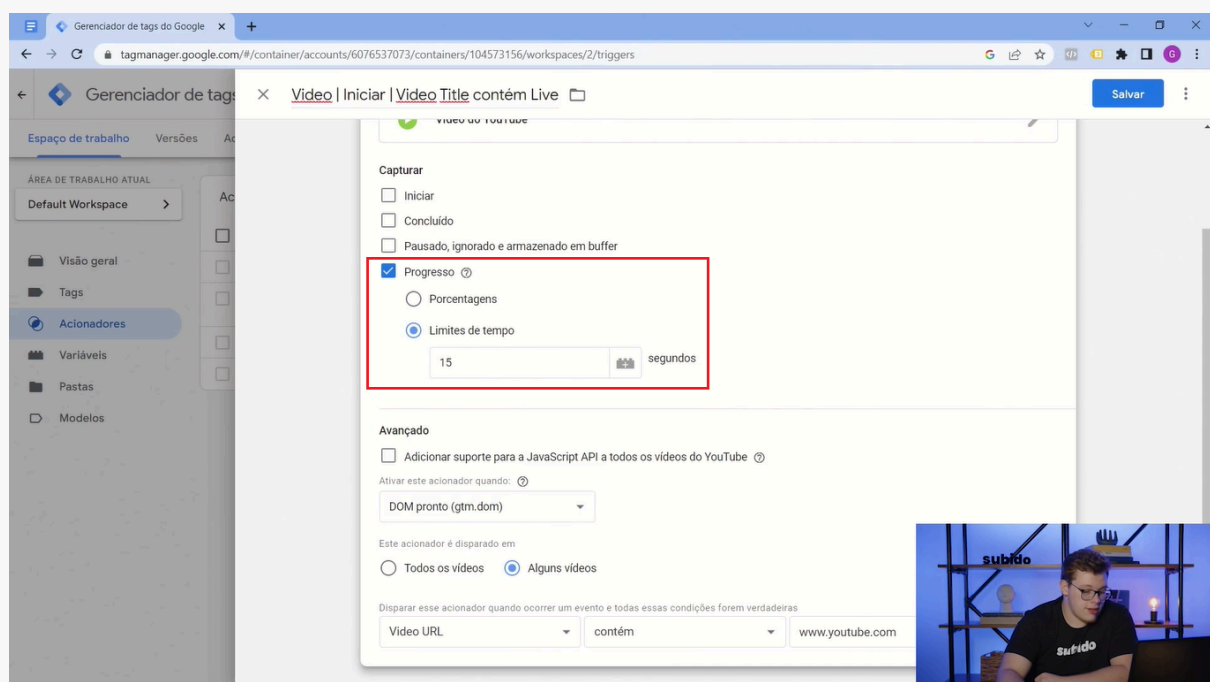 Gerenciador de tags do Google
tagmanager.google.com/#/container/accounts/6076537073/containers/104573156/workspaces/2/triggers
G
Gerenciador de tags
Video | Iniciar | Video Title contém Live
Salvar
Espaço de trabalho Versões
Vídeo do YouTube
ÁREA DE TRABALHO ATUAL
Default Workspace
Capturar
Iniciar
Concluído
Pausado, ignorado e armazenado em buffer
Progresso
Porcentagens
Limites de tempo
15 segundos
Visão geral
Tags
Acionadores
Variáveis
Pastas
Modelos
Avançado
Adicionar suporte para a JavaScript API a todos os vídeos do YouTube
Ativar este acionador quando:
DOM pronto (gtm.dom)
Este acionador é disparado em
Todos os vídeos Alguns vídeos
Disparar esse acionador quando ocorrer um evento e todas essas condições forem verdadeiras
Video URL contém www.youtube.com
subido
subido